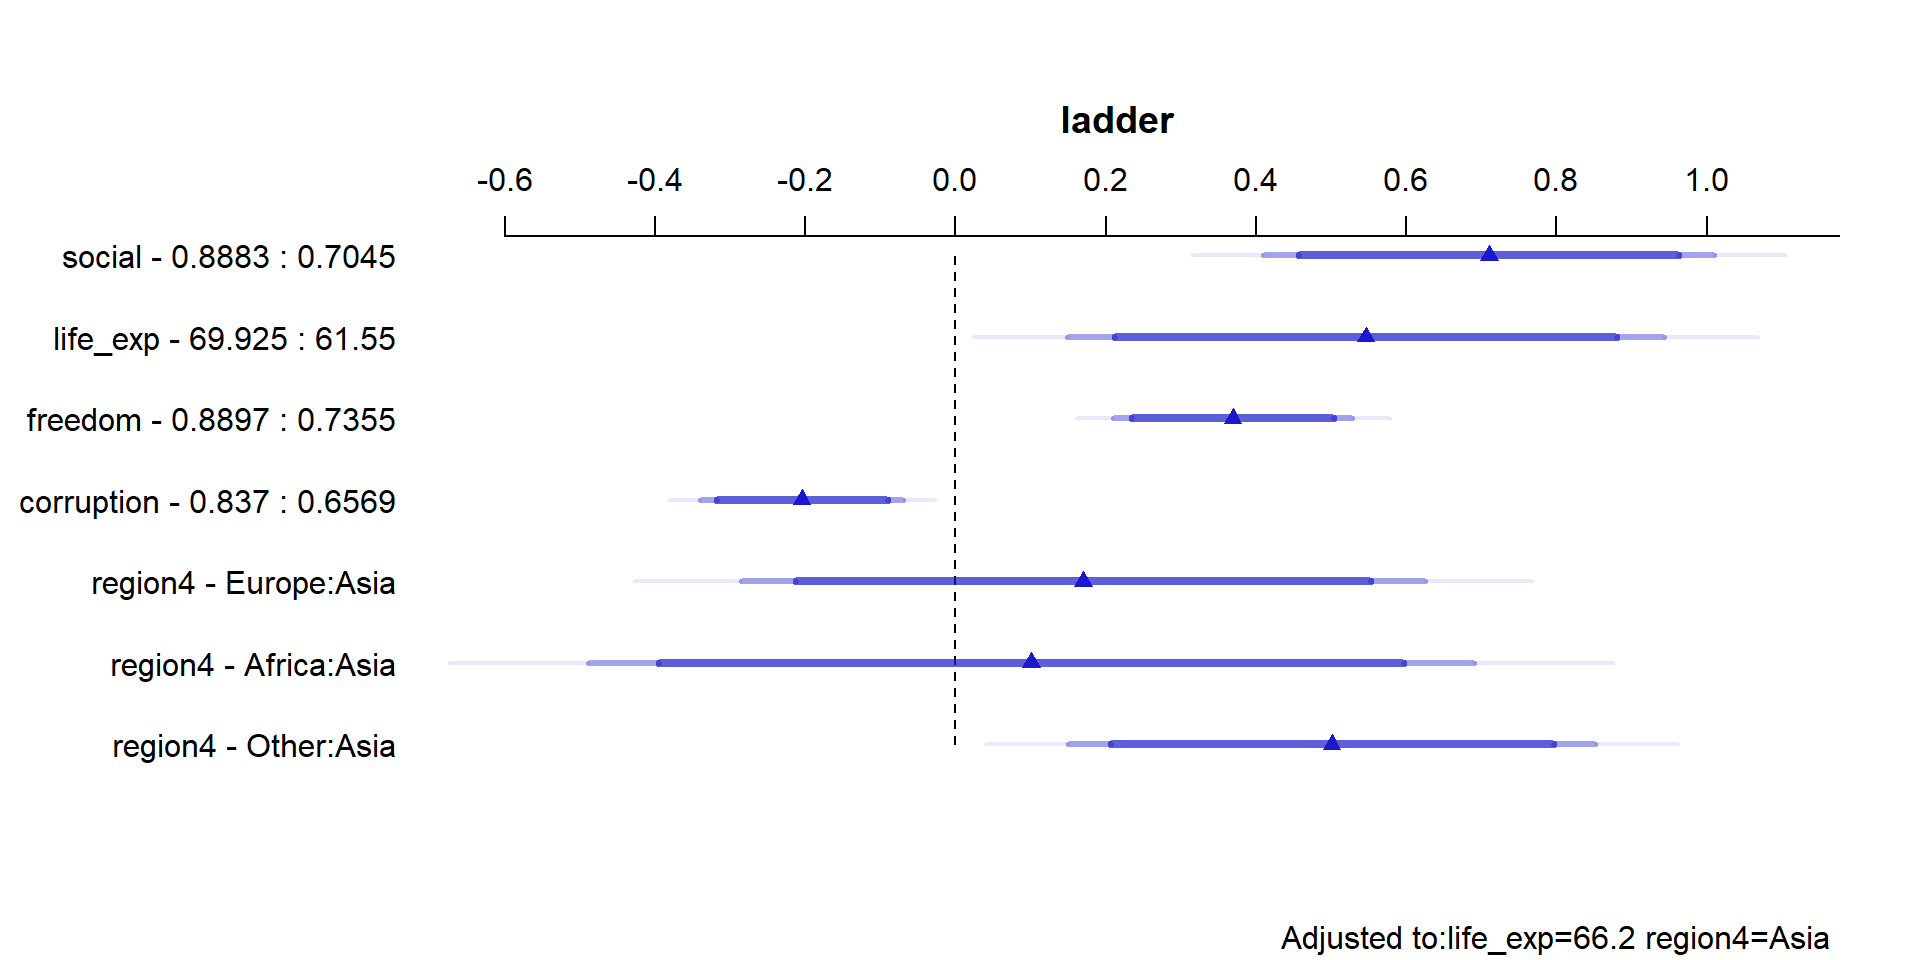 ladder
-0.6 -0.4 -0.2 0.0 0.2 0.4 0.6 0.8 1.0
social - 0.8883 : 0.7045
life_exp - 69.925 : 61.55
freedom - 0.8897 : 0.7355
corruption - 0.837 : 0.6569
region4 - Europe:Asia
region4 - Africa:Asia
region4 - Other:Asia
Adjusted to:life_exp=66.2 region4=Asia